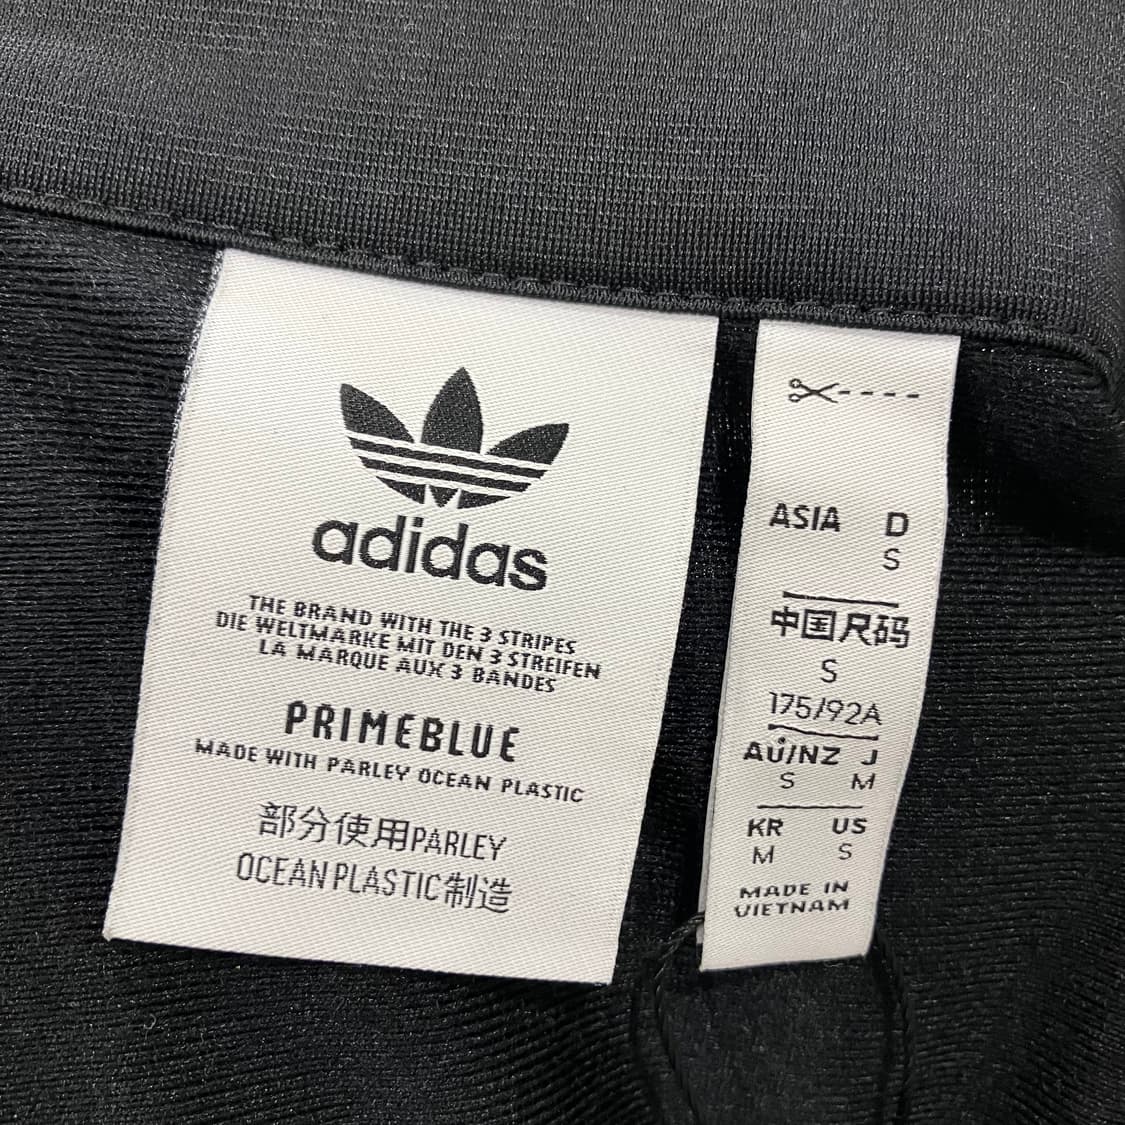 adidas
THE BRAND WITH THE 3 STRIPES
DIE WELTMARKE MIT DEN 3 STREIFEN
LA MARQUE AUX 3 BANDES
PRIMEBLUE
MADE WITH PARLEY OCEAN PLASTIC
部分使用PARLEY
OCEAN PLASTIC制造
ASIA D
S
中国尺码
S
175/92A
AU/NZ J
S M
KR US
M S
MADE IN
VIETNAM